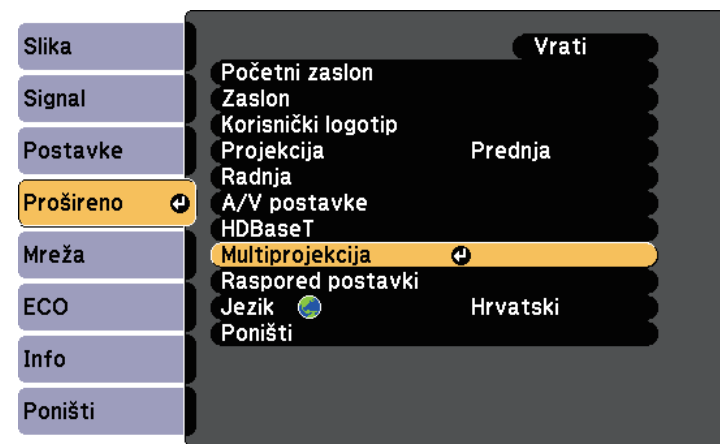 Slika
Signal
Postavke
Prošireno
Mreža
ECO
Info
Poništi
Vrati
Početni zaslon
Zaslon
Korisnički logotip
Projekcija Prednja
Radnja
A/V postavke
HDBaseT
Multiprojekcija
Raspored postavki
Jezik Hrvatski
Poništi